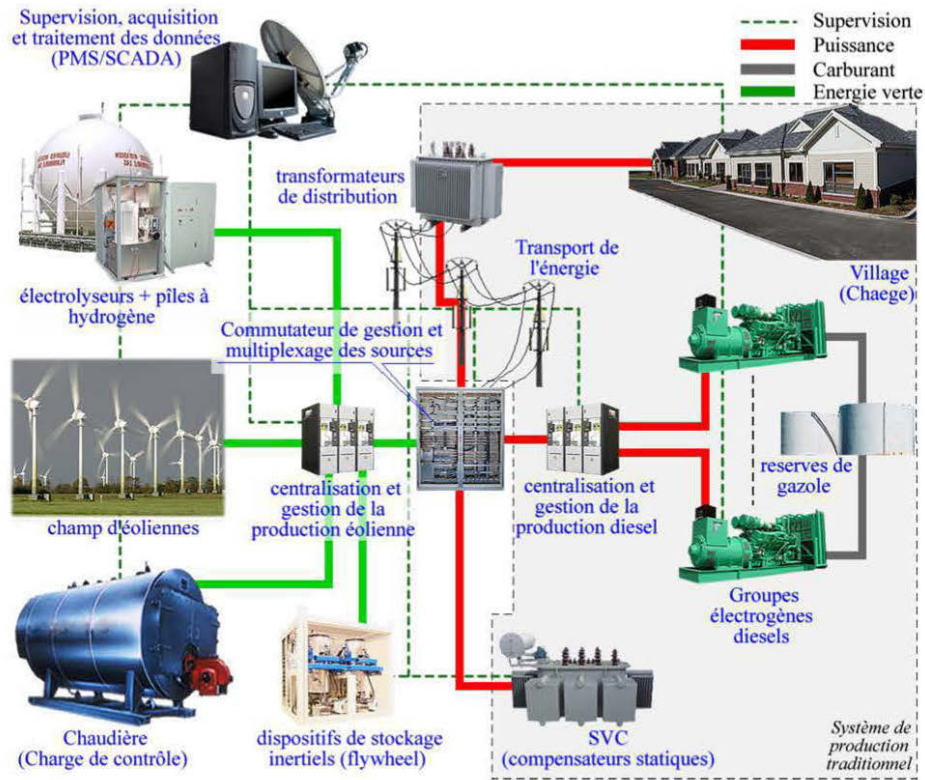 Supervision, acquisition
et traitement des données
(PMS/SCADA)
Supervision
Puissance
Carburant
Energie verte
transformateurs
de distribution
Transport de
l'énergie
Village
(Chaege)
électrolyseurs + pîles à
hydrogène
Commutateur de gestion et
multiplexage des sources
reserves de
gazole
champ d'éoliennes
centralisation et
gestion de la
production éolienne
centralisation et
gestion de la
production diesel
Groupes
électrogènes
diesels
Chaudière
(Charge de contrôle)
dispositifs de stockage
inertiels (flywheel)
SVC
(compensateurs statiques)
Système de
production
traditionnel